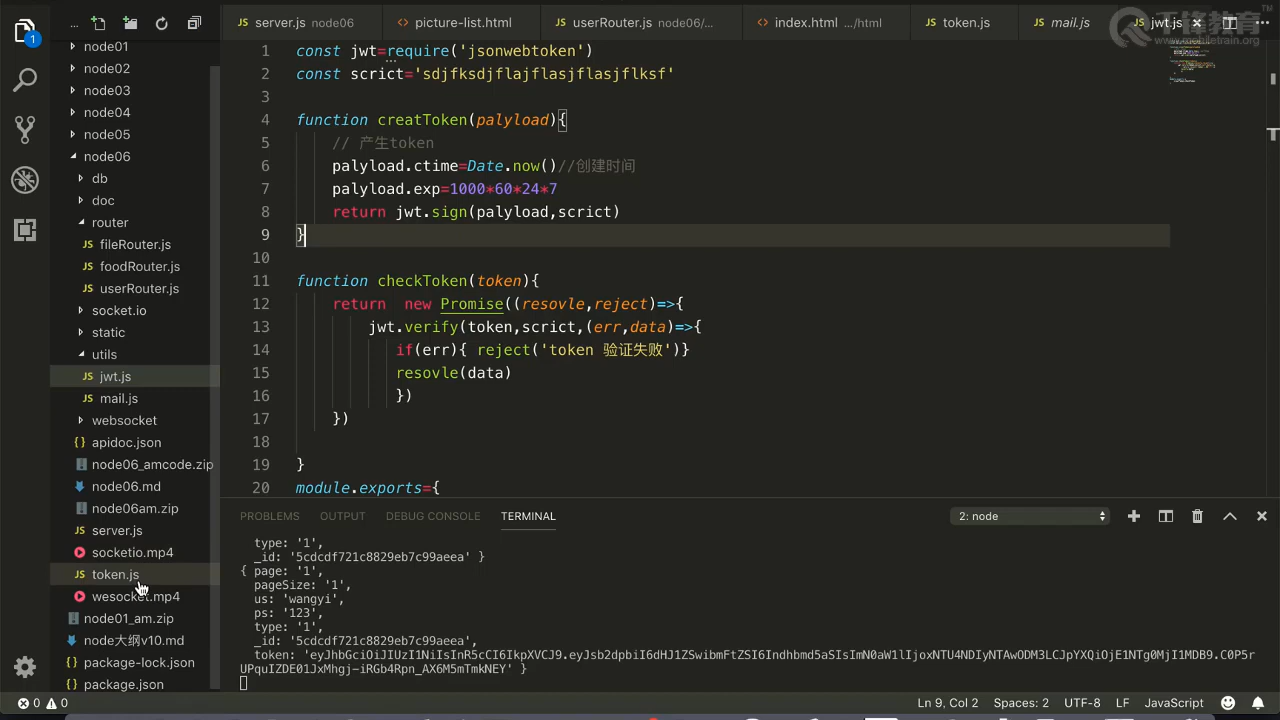 server.js node06
picture-list.html
userRouter.js node06/...
index.html .../html
token.js
mail.js
jwt.js
千锋教育
www.mobiletrain.org
1
node01
node02
node03
node04
node05
node06
db
doc
router
fileRouter.js
foodRouter.js
userRouter.js
socket.io
static
utils
jwt.js
mail.js
websocket
apidoc.json
node06_amcode.zip
node06.md
node06am.zip
server.js
socketio.mp4
token.js
wesocket.mp4
node01_am.zip
node大纲v10.md
package-lock.json
package.json
1 const jwt=require('jsonwebtoken')
2 const scrict='sdjfksdjflajflasjflasjflksf'
3
4 function creatToken(palyload){
5 // 产生token
6 palyload.ctime=Date.now()//创建时间
7 palyload.exp=1000*60*24*7
8 return jwt.sign(palyload,scrict)
9 }
10
11 function checkToken(token){
12 return new Promise((resovle,reject)=>{
13 jwt.verify(token,scrict,(err,data)=>{
14 if(err){ reject('token 验证失败')}
15 resovle(data)
16 })
17 })
18
19 }
20 module.exports={
PROBLEMS OUTPUT DEBUG CONSOLE TERMINAL 2: node
type: '1',
_id: '5cdcdf721c8829eb7c99aeea' }
{ page: '1',
pageSize: '1',
us: 'wangyi',
ps: '123',
type: '1',
_id: '5cdcdf721c8829eb7c99aeea',
token: 'eyJhbGciOiJIUzI1NiIsInR5cCI6IkpXVCJ9.eyJsb2dpbiI6dHJ1ZSwibmFtZSI6Indhbmd5aSIsImN0aW1lIjoxNTU4NDIyNTAwODM3LCJpYXQiOjE1NTg0MjI1MDB9.C0P5r
UPquIZDE01JxMhgj-iRGb4Rpn_AX6M5mTmkNEY' }
0 0 Ln 9, Col 2 Spaces: 2 UTF-8 LF JavaScript